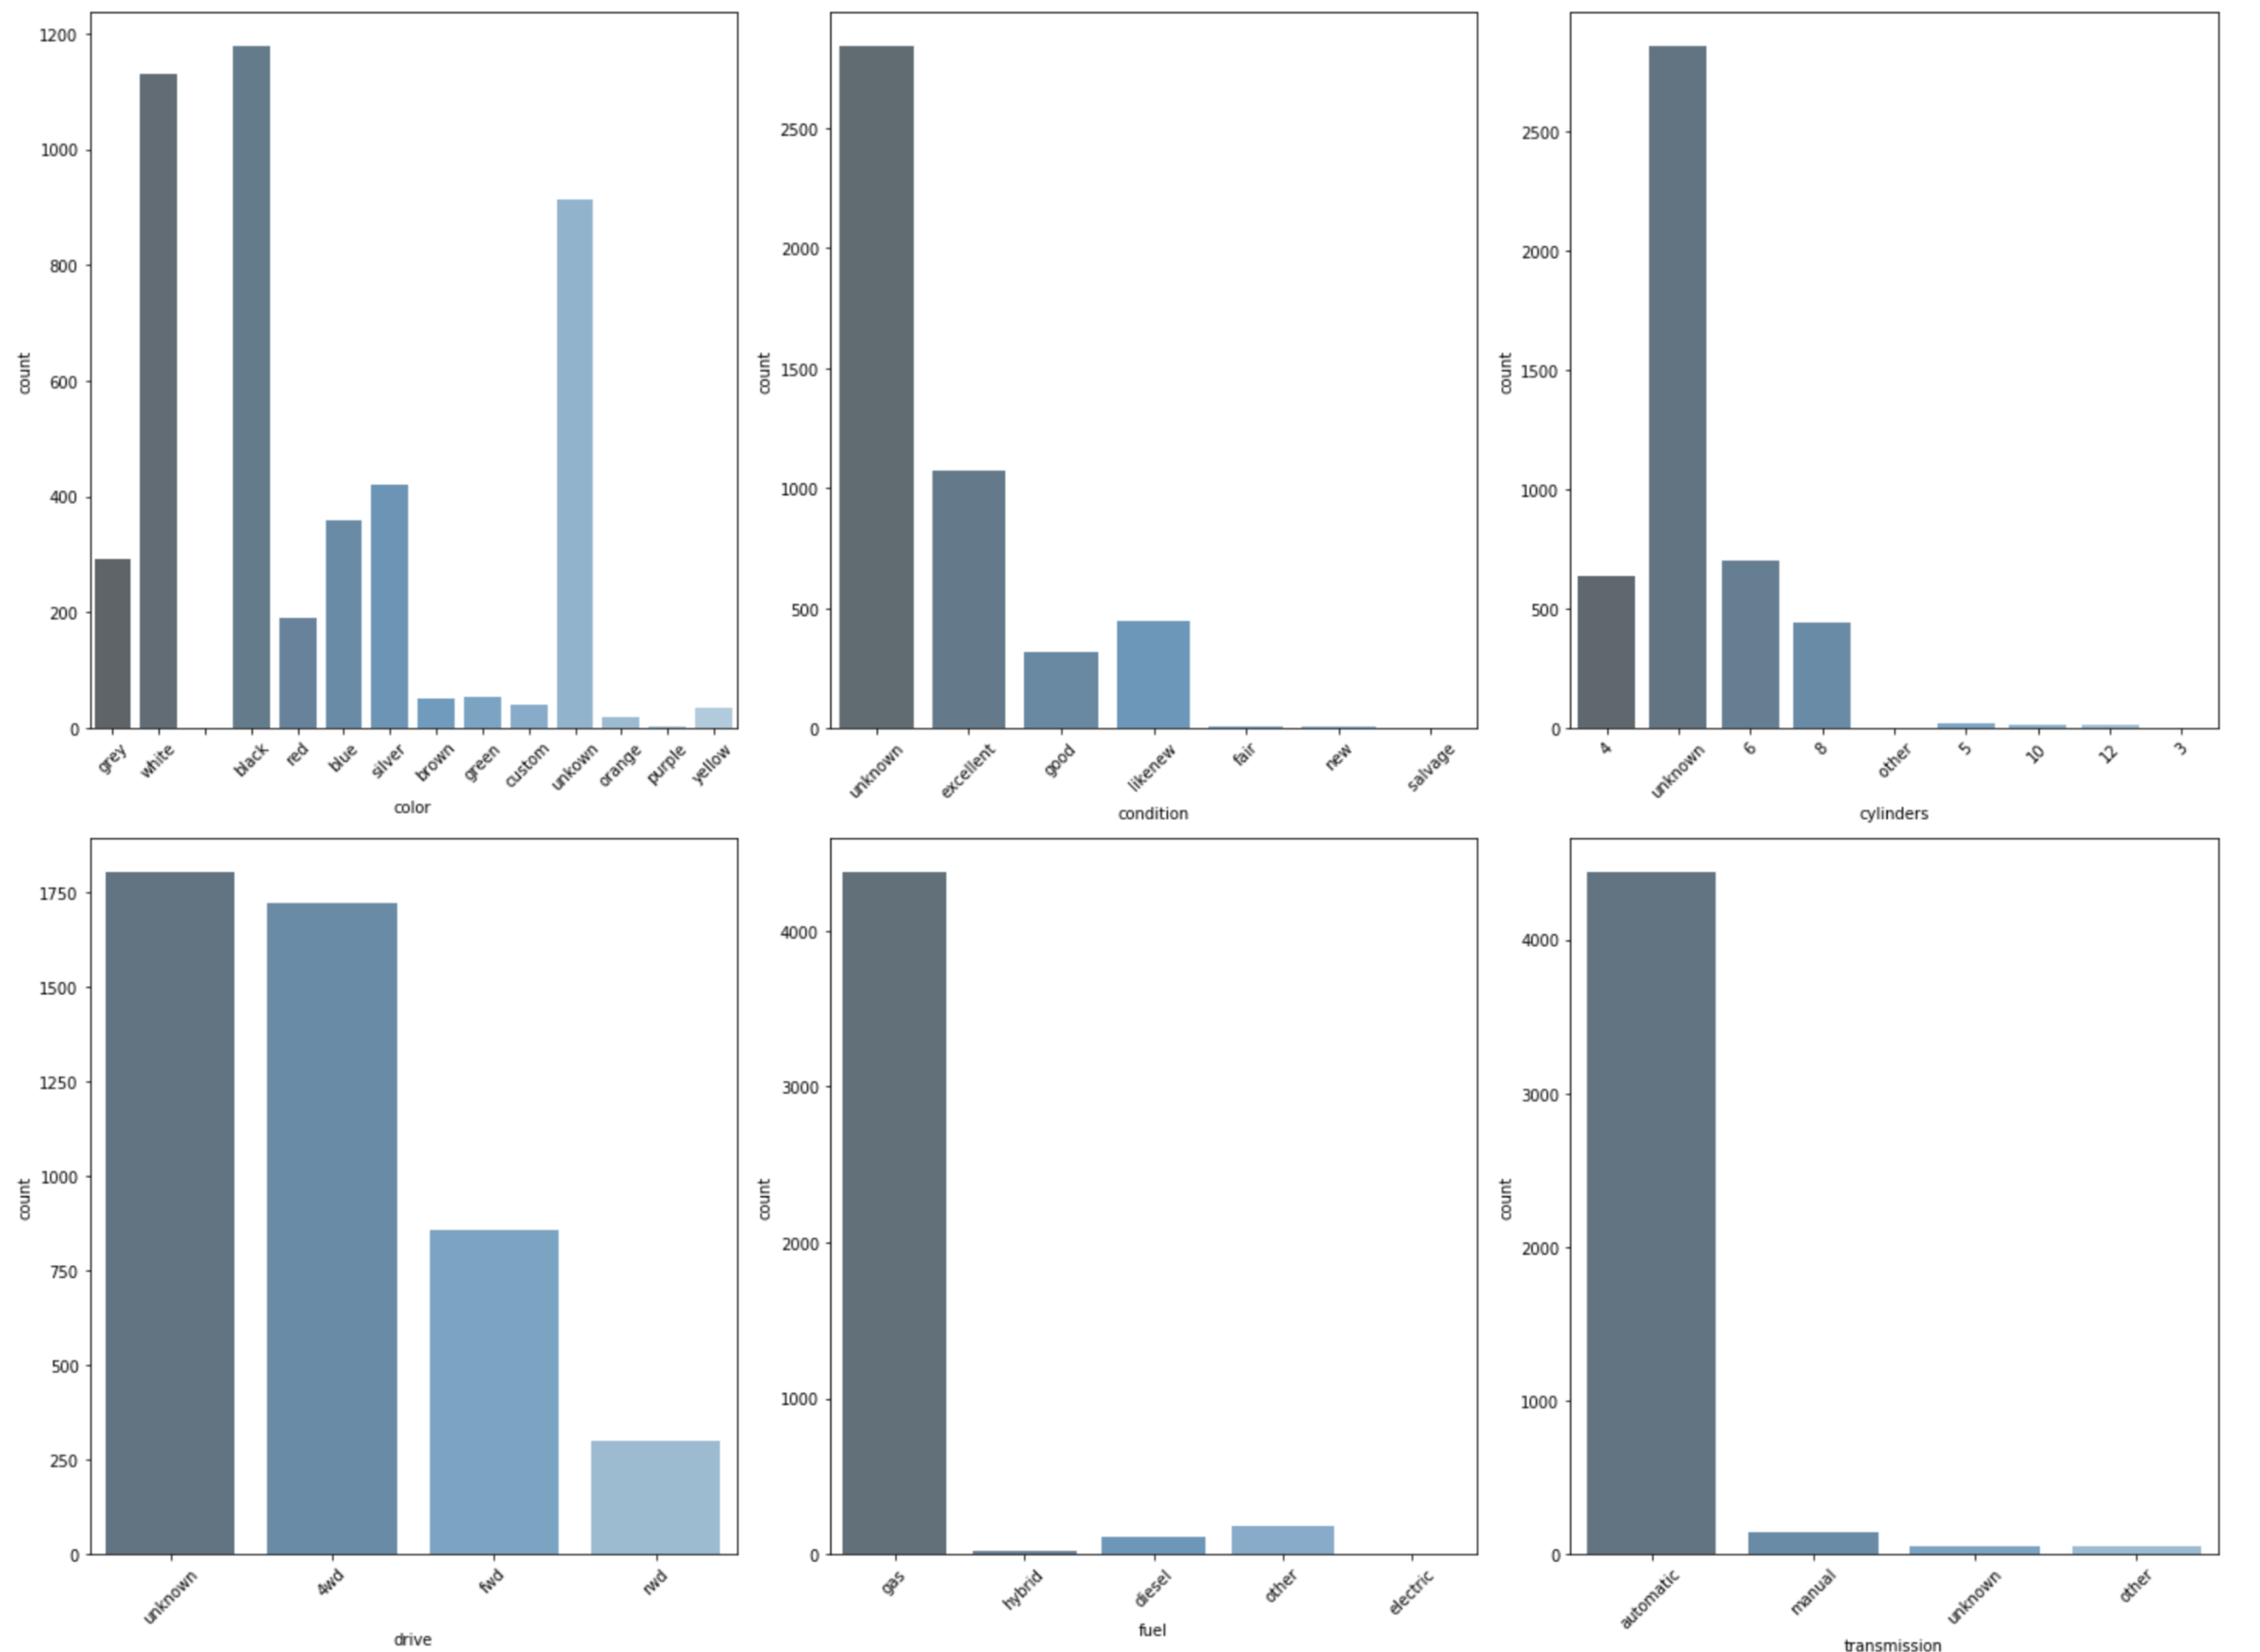 1200
1000
800
600
400
200
0
count
grey white black red blue silver brown green custom unkown orange purple yellow
color
2500
2000
1500
1000
500
0
count
unknown excellent good likenew fair new salvage
condition
2500
2000
1500
1000
500
0
count
4 unknown 6 8 other 5 10 12 3
cylinders
1750
1500
1250
1000
750
500
250
0
count
unknown 4wd fwd rwd
drive
4000
3000
2000
1000
0
count
gas hybrid diesel other electric
fuel
4000
3000
2000
1000
0
count
automatic manual unknown other
transmission